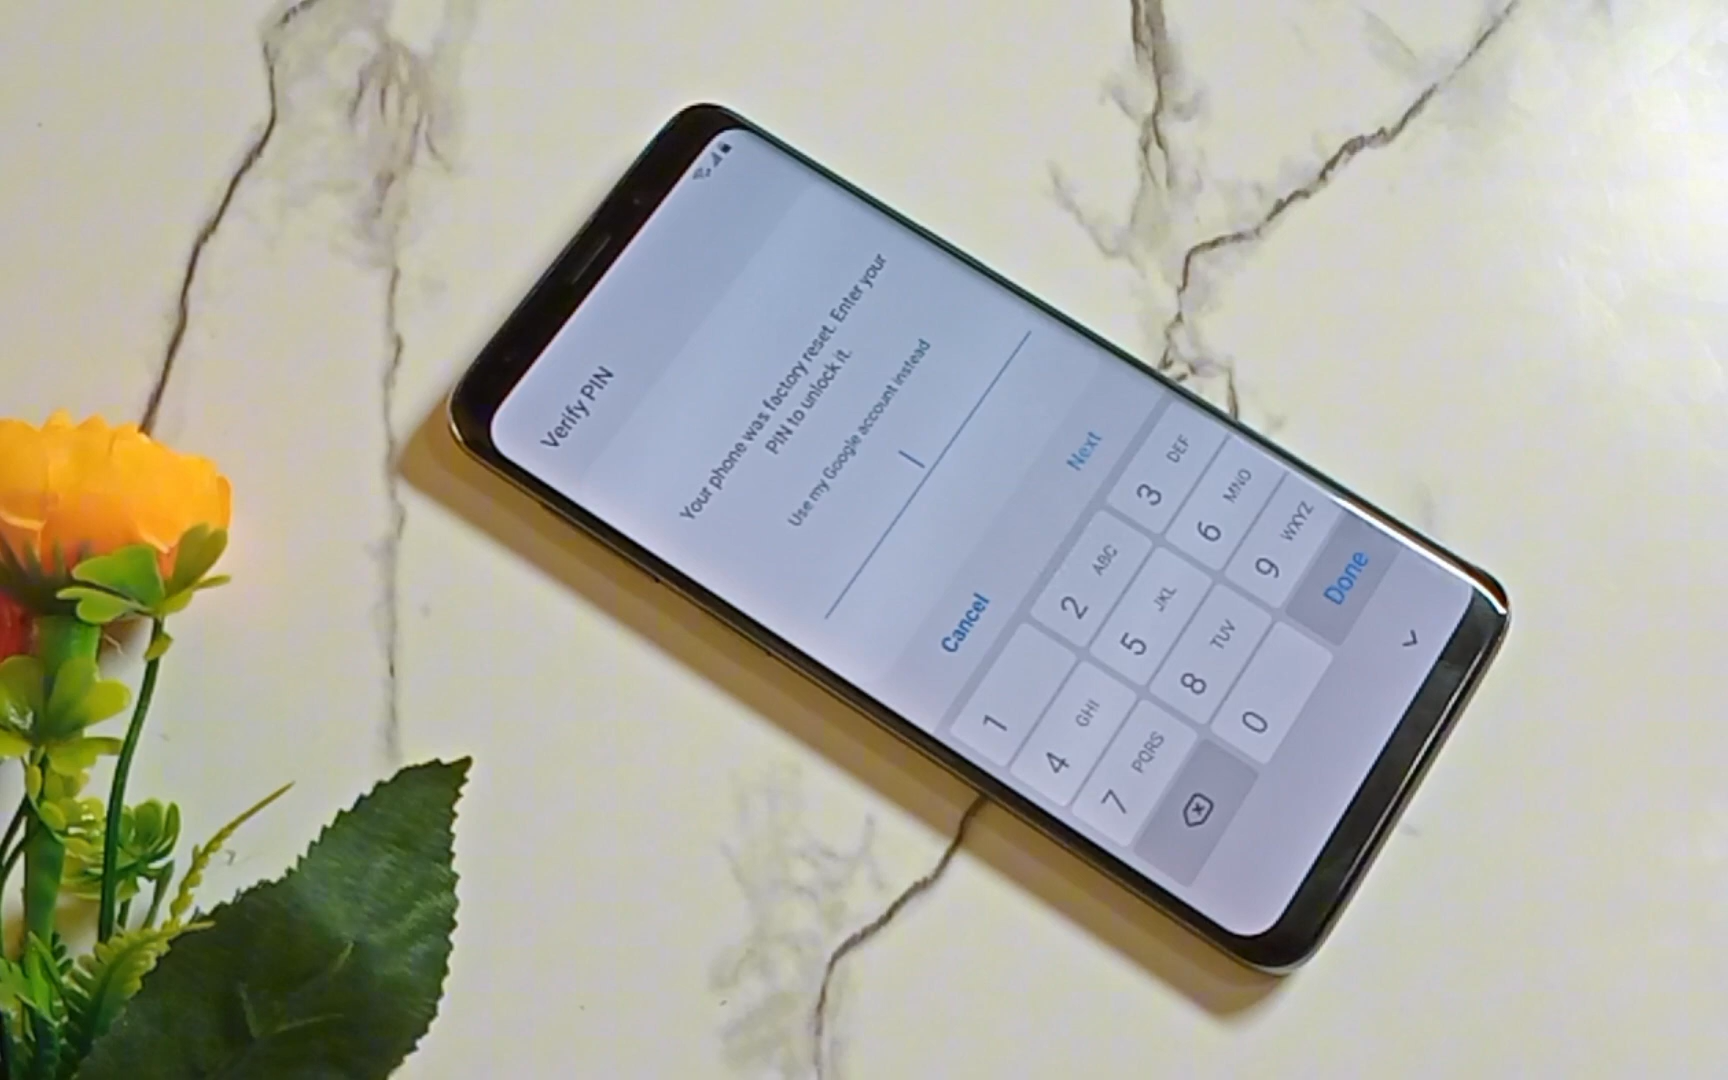 Verify PIN
Your phone was factory reset. Enter your
PIN to unlock it.
Use my Google account instead
Cancel
Next
1
2 ABC
3 DEF
4 GHI
5 JKL
6 MNO
7 PQRS
8 TUV
9 WXYZ
0
Done